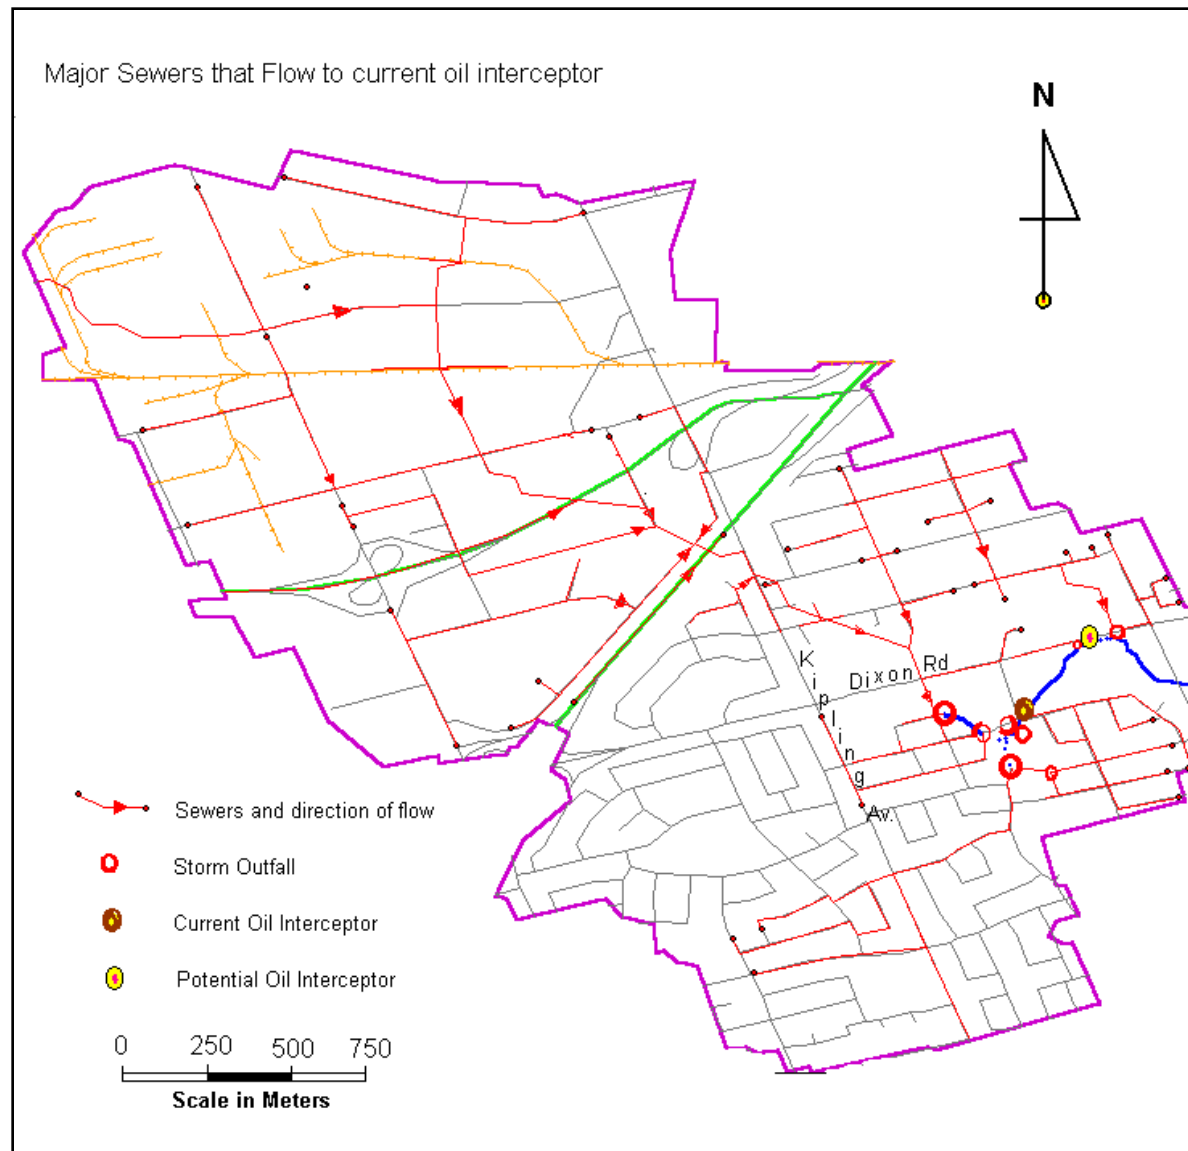 Major Sewers that Flow to current oil interceptor
N
Dixon Rd
Kipling Av.
Sewers and direction of flow
Storm Outfall
Current Oil Interceptor
Potential Oil Interceptor
0 250 500 750
Scale in Meters